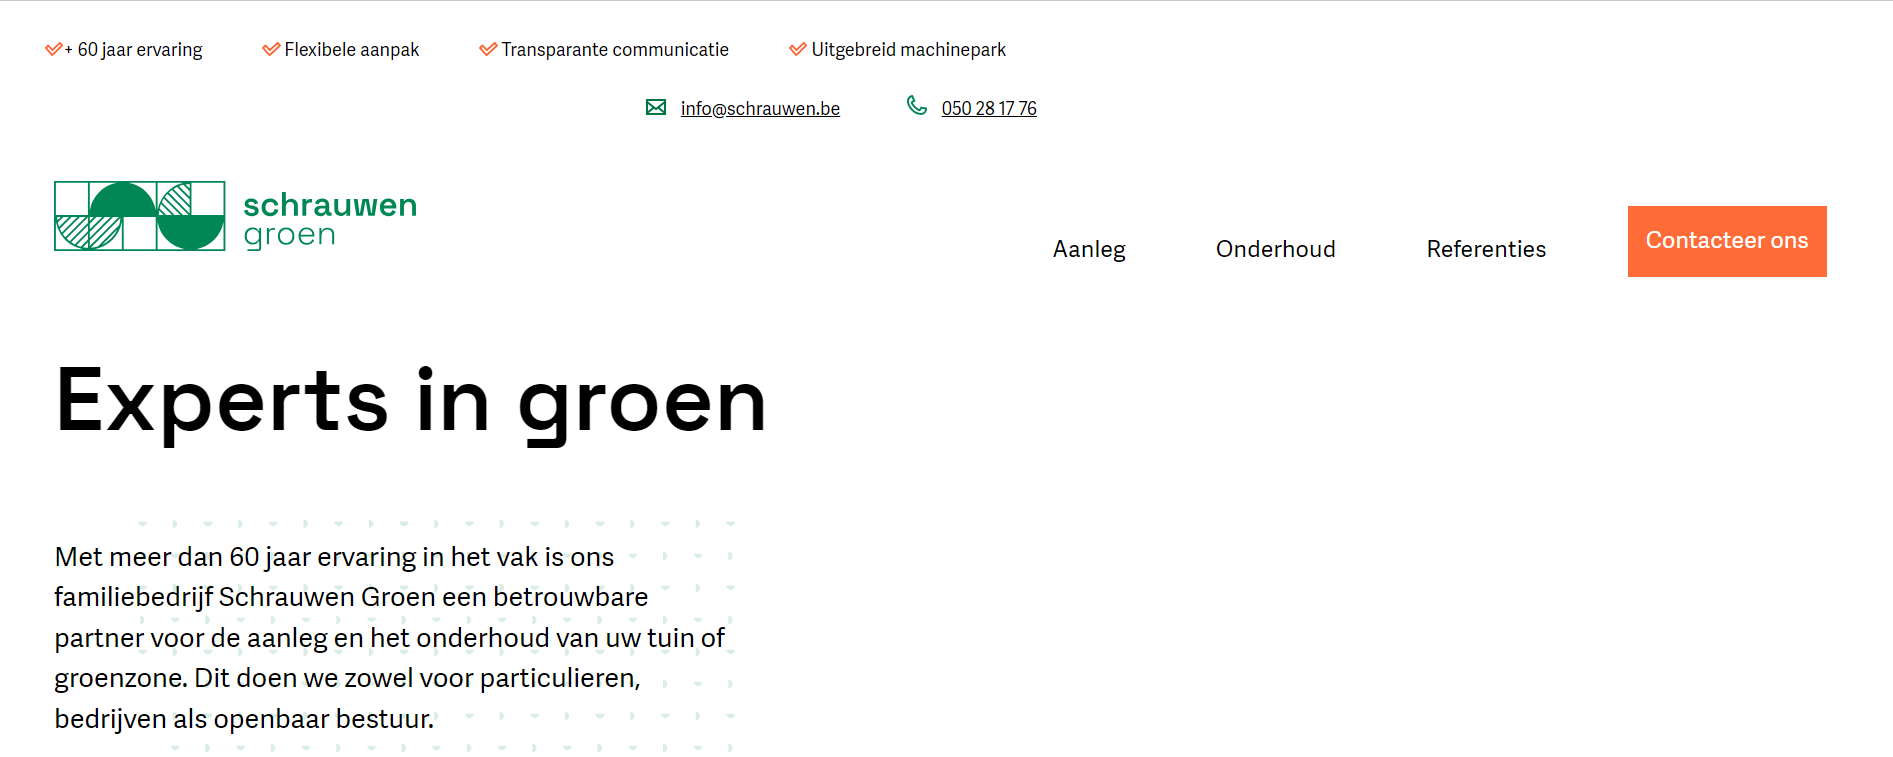 + 60 jaar ervaring Flexibele aanpak Transparante communicatie Uitgebreid machinepark
info@schrauwen.be 050 28 17 76
schrauwen
groen
Aanleg Onderhoud Referenties Contacteer ons
Experts in groen
Met meer dan 60 jaar ervaring in het vak is ons
familiebedrijf Schrauwen Groen een betrouwbare
partner voor de aanleg en het onderhoud van uw tuin of
groenzone. Dit doen we zowel voor particulieren,
bedrijven als openbaar bestuur.